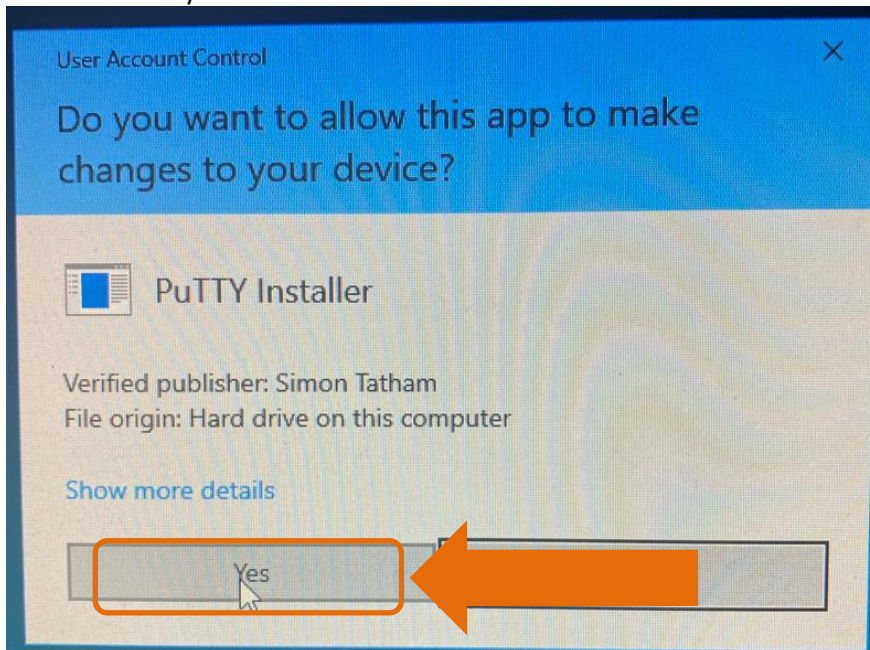 User Account Control
Do you want to allow this app to make
changes to your device?
PuTTY Installer
Verified publisher: Simon Tatham
File origin: Hard drive on this computer
Show more details
Yes